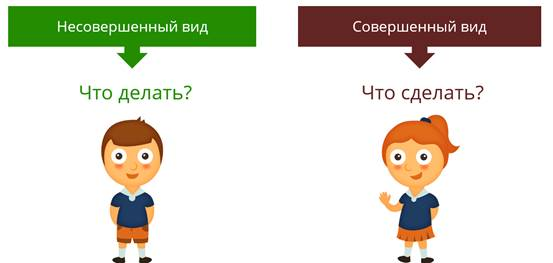 Несовершенный вид
Совершенный вид
Что делать?
Что сделать?